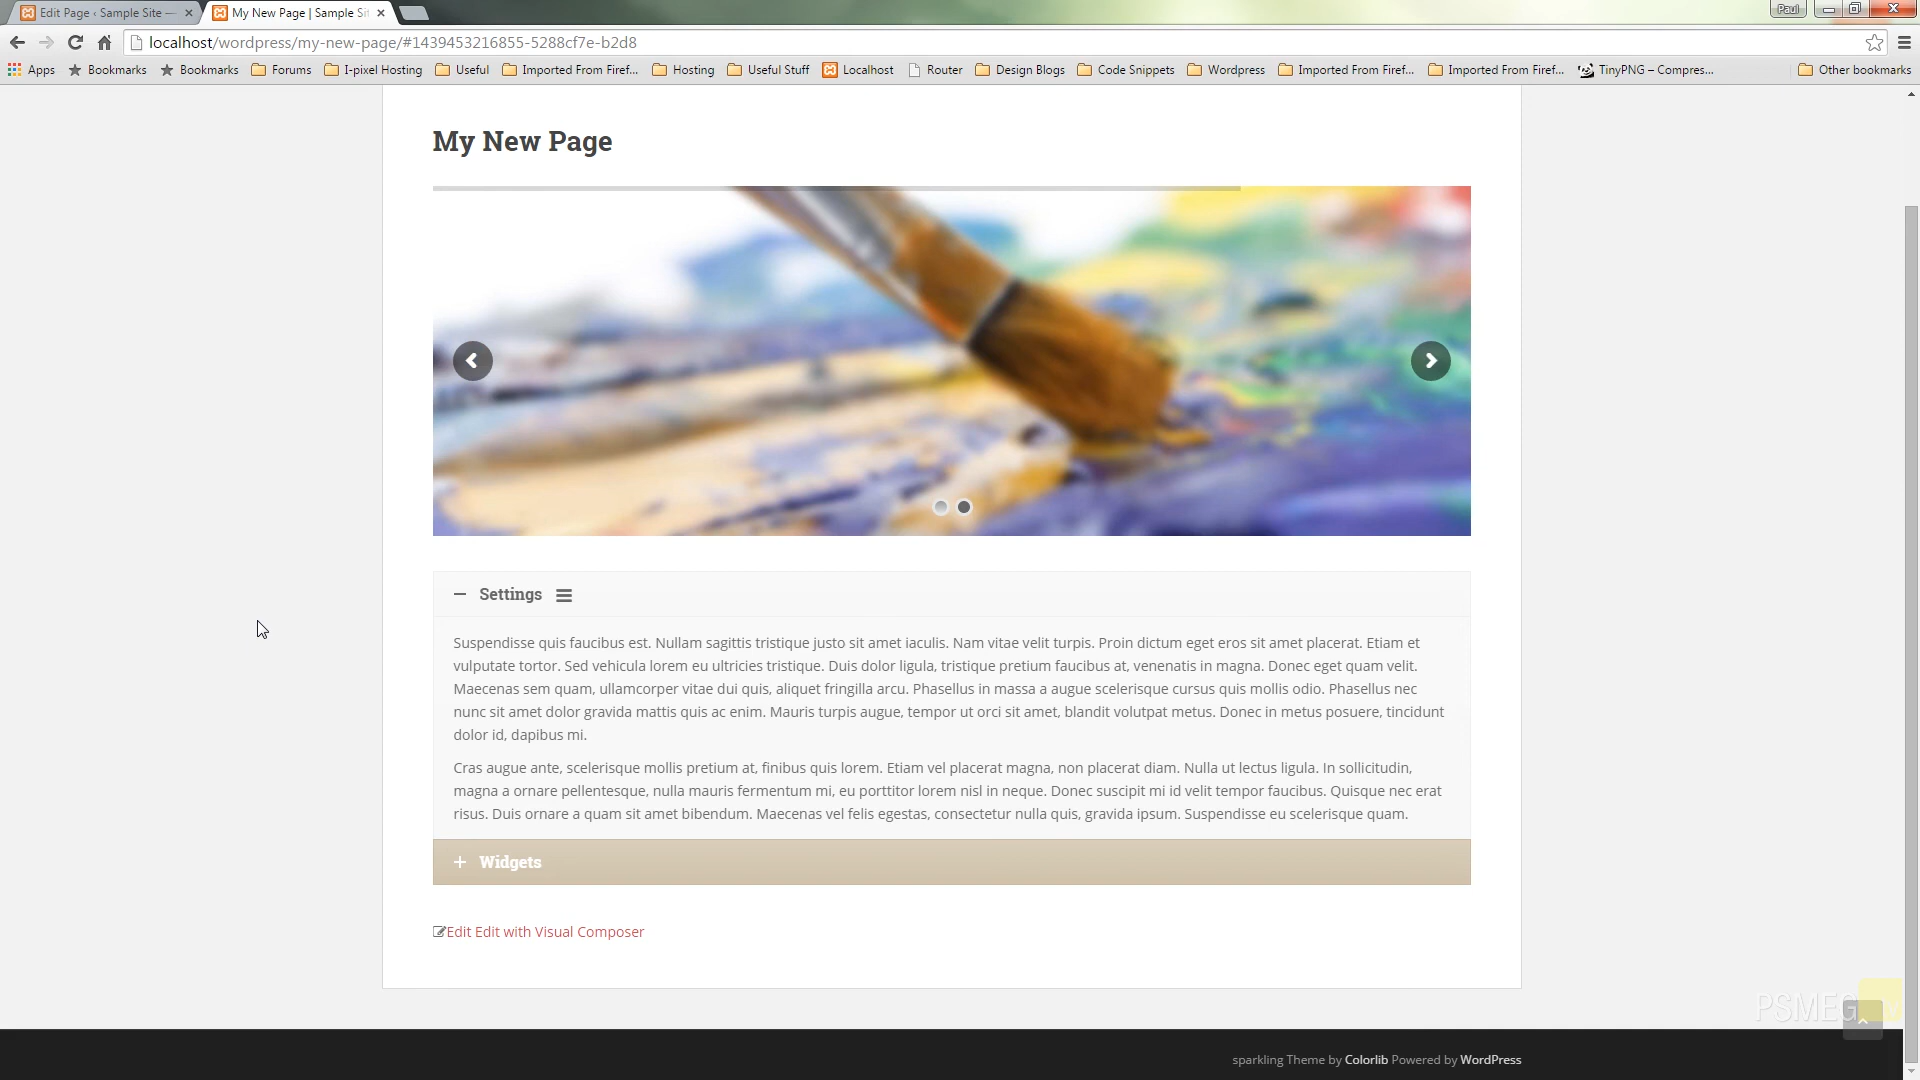 Edit Page ‹ Sample Site —
My New Page | Sample Si
Paul
localhost/wordpress/my-new-page/#1439453216855-5288cf7e-b2d8
Apps Bookmarks Bookmarks Forums I-pixel Hosting Useful Imported From Firef... Hosting Useful Stuff Localhost Router Design Blogs Code Snippets Wordpress Imported From Firef... Imported From Firef... TinyPNG – Compres... Other bookmarks
My New Page
Settings
Suspendisse quis faucibus est. Nullam sagittis tristique justo sit amet iaculis. Nam vitae velit turpis. Proin dictum eget eros sit amet placerat. Etiam et
vulputate tortor. Sed vehicula lorem eu ultricies tristique. Duis dolor ligula, tristique pretium faucibus at, venenatis in magna. Donec eget quam velit.
Maecenas sem quam, ullamcorper vitae dui quis, aliquet fringilla arcu. Phasellus in massa a augue scelerisque cursus quis mollis odio. Phasellus nec
nunc sit amet dolor gravida mattis quis ac enim. Mauris turpis augue, tempor ut orci sit amet, blandit volutpat metus. Donec in metus posuere, tincidunt
dolor id, dapibus mi.
Cras augue ante, scelerisque mollis pretium at, finibus quis lorem. Etiam vel placerat magna, non placerat diam. Nulla ut lectus ligula. In sollicitudin,
magna a ornare pellentesque, nulla mauris fermentum mi, eu porttitor lorem nisl in neque. Donec suscipit mi id velit tempor faucibus. Quisque nec erat
risus. Duis ornare a quam sit amet bibendum. Maecenas vel felis egestas, consectetur nulla quis, gravida ipsum. Suspendisse eu scelerisque quam.
+ Widgets
Edit Edit with Visual Composer
PSMEG
sparkling Theme by Colorlib Powered by WordPress